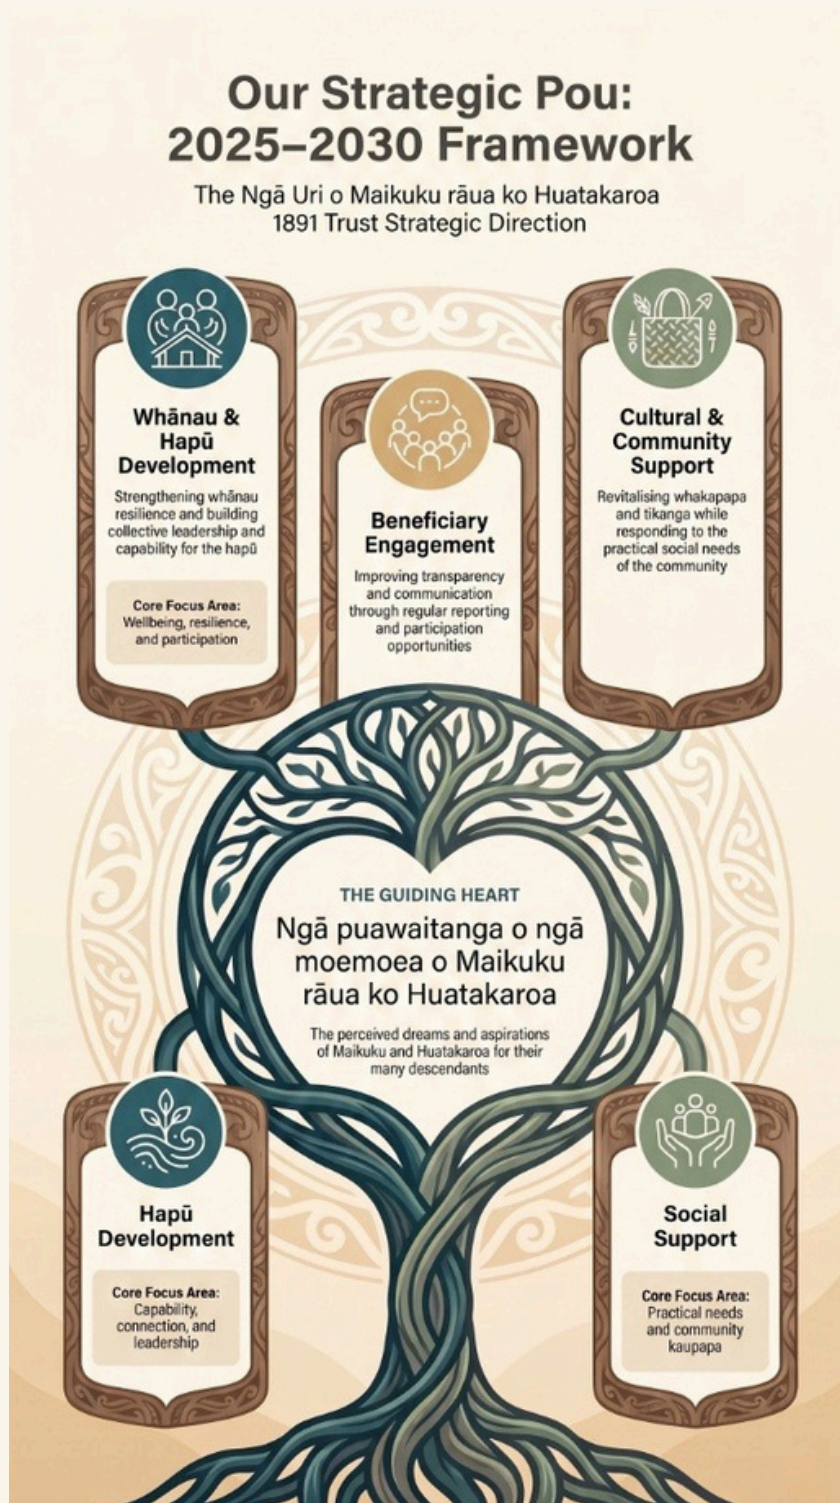 Our Strategic Pou:
2025–2030 Framework
The Ngā Uri o Maikuku rāua ko Huatakaroa
1891 Trust Strategic Direction
Whānau &
Hapū
Development
Strengthening whānau
resilience and building
collective leadership and
capability for the hapū
Core Focus Area:
Wellbeing, resilience,
and participation
Beneficiary
Engagement
Improving transparency
and communication
through regular reporting
and participation
opportunities
Cultural &
Community
Support
Revitalising whakapapa
and tikanga while
responding to the
practical social needs
of the community
THE GUIDING HEART
Ngā puawaitanga o ngā
moemoea o Maikuku
rāua ko Huatakaroa
The perceived dreams and aspirations
of Maikuku and Huatakaroa for their
many descendants
Hapū
Development
Core Focus Area:
Capability,
connection, and
leadership
Social
Support
Core Focus Area:
Practical needs
and community
kaupapa